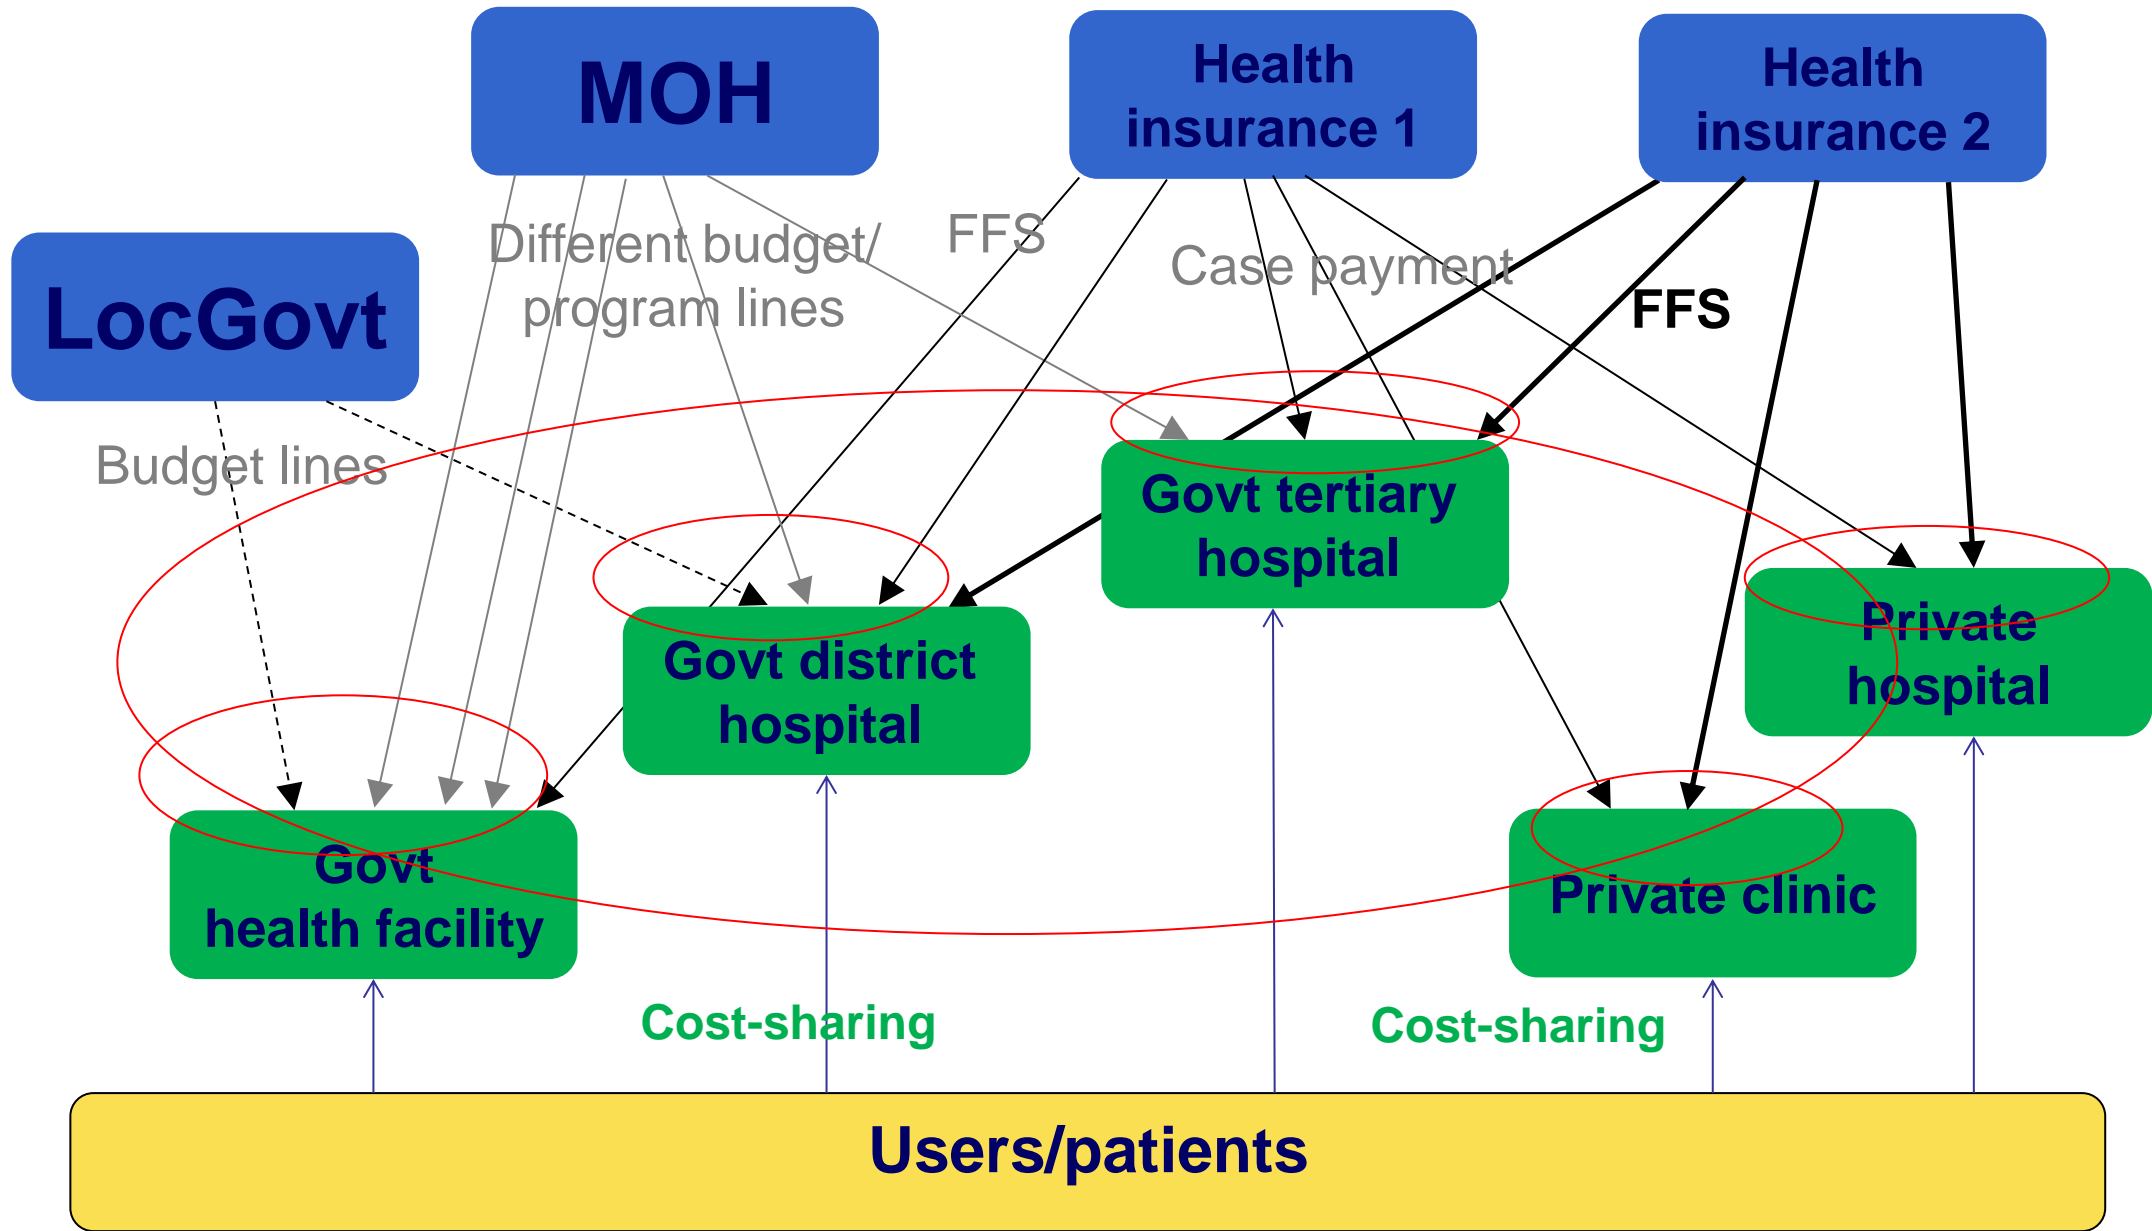 MOH
Health
insurance 1
Health
insurance 2
LocGovt
Different budget/
program lines
FFS
Case payment
FFS
Budget lines
Govt tertiary
hospital
Private
hospital
Govt district
hospital
Govt
health facility
Private clinic
Cost-sharing
Cost-sharing
Users/patients